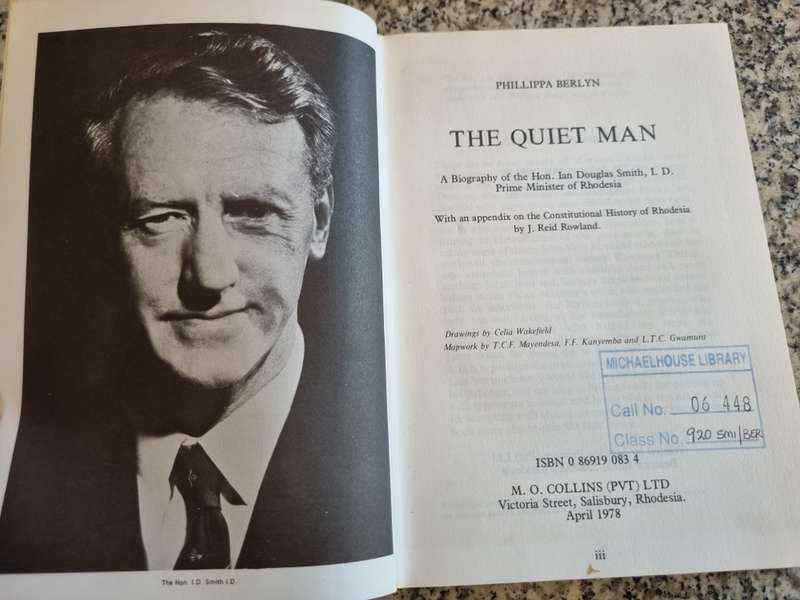 The Hon. I.D. Smith I.D.
PHILLIPPA BERLYN
THE QUIET MAN
A Biography of the Hon. Ian Douglas Smith, I. D.
Prime Minister of Rhodesia
With an appendix on the Constitutional History of Rhodesia
by J. Reid Rowland.
Drawings by Celia Wakefield
Mapwork by T.C.F. Mayendesa, F.F. Kanyemba and L.T.C. Gwamura
MICHAELHOUSE LIBRARY
Call No. 06 448
Class No. 920 SMI/BER
ISBN 0 86919 083 4
M. O. COLLINS (PVT) LTD
Victoria Street, Salisbury, Rhodesia.
April 1978
iii